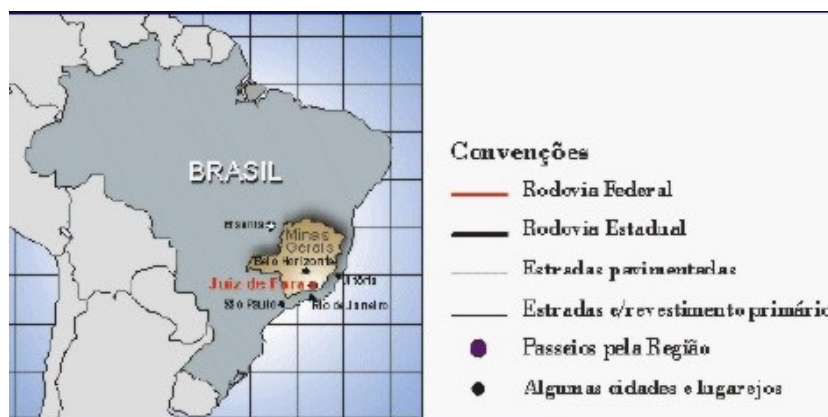 BRASIL
Brasília
Minas
Gerais
Belo Horizonte
Vitória
Juiz de Fora
São Paulo
Rio de Janeiro
Convenções
Rodovia Federal
Rodovia Estadual
Estradas pavimentadas
Estradas c/revestimento primário
Passeios pela Região
Algumas cidades e lugarejos